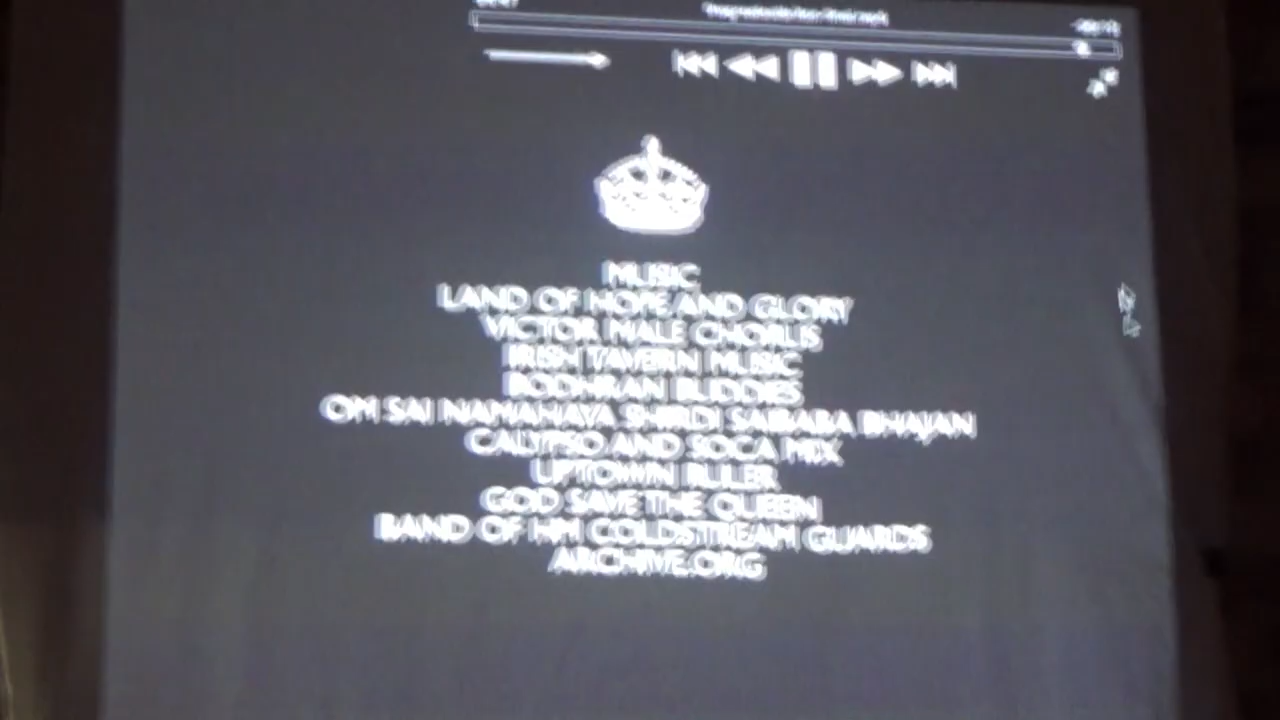 MUSIC
LAND OF HOPE AND GLORY
VICTOR MALE CHORUS
IRISH TAVERN MUSIC
BODHRAN BUDDIES
OM SAI NAMAHAYA SHIRDI SAIBABA BHAJAN
CALYPSO AND SOCA MIX
UPTOWN RULER
GOD SAVE THE QUEEN
BAND OF HM COLDSTREAM GUARDS
ARCHIVE.ORG